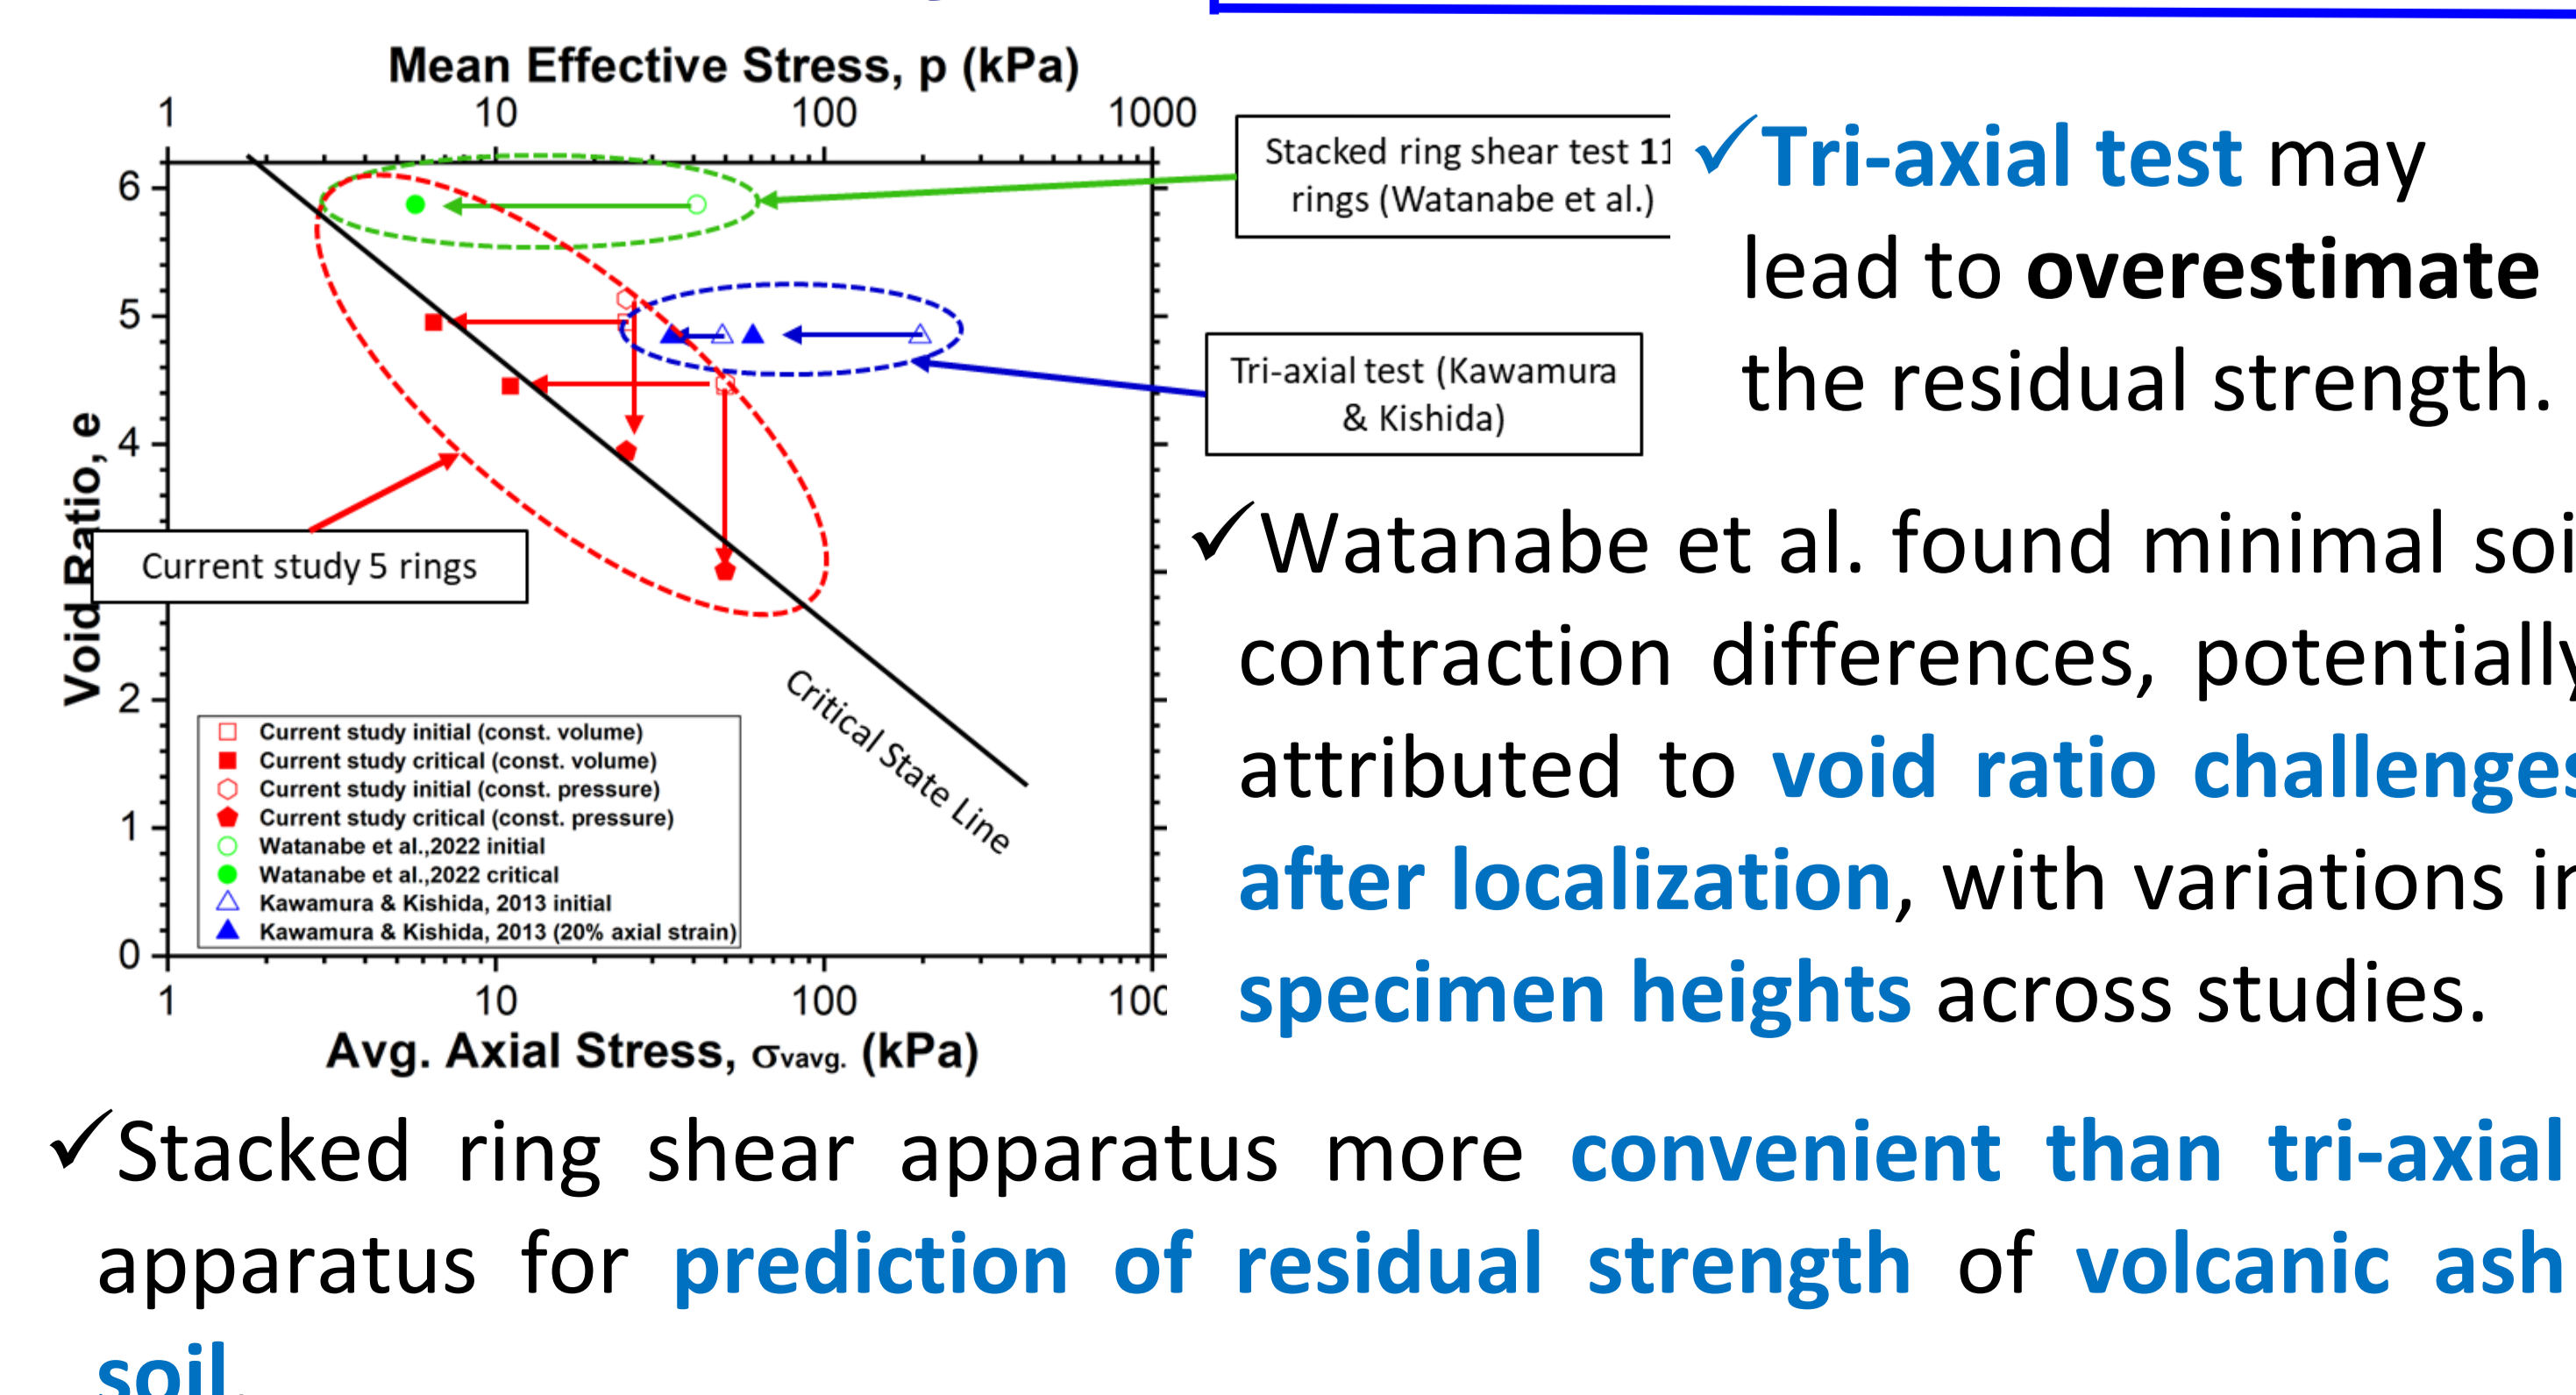 Mean Effective Stress, p (kPa)
1 10 100 1000
6
5
4
2
1
0
Void Ratio, e
Stacked ring shear test 11
rings (Watanabe et al.)
Tri-axial test (Kawamura
& Kishida)
Current study 5 rings
Critical State Line
Current study initial (const. volume)
Current study critical (const. volume)
Current study initial (const. pressure)
Current study critical (const. pressure)
Watanabe et al.,2022 initial
Watanabe et al.,2022 critical
Kawamura & Kishida, 2013 initial
Kawamura & Kishida, 2013 (20% axial strain)
1 10 100 100
Avg. Axial Stress, σvavg. (kPa)
✓Tri-axial test may
lead to overestimate
the residual strength.
✓Watanabe et al. found minimal soi
contraction differences, potentially
attributed to void ratio challenges
after localization, with variations in
specimen heights across studies.
✓Stacked ring shear apparatus more convenient than tri-axial
apparatus for prediction of residual strength of volcanic ash
soil.